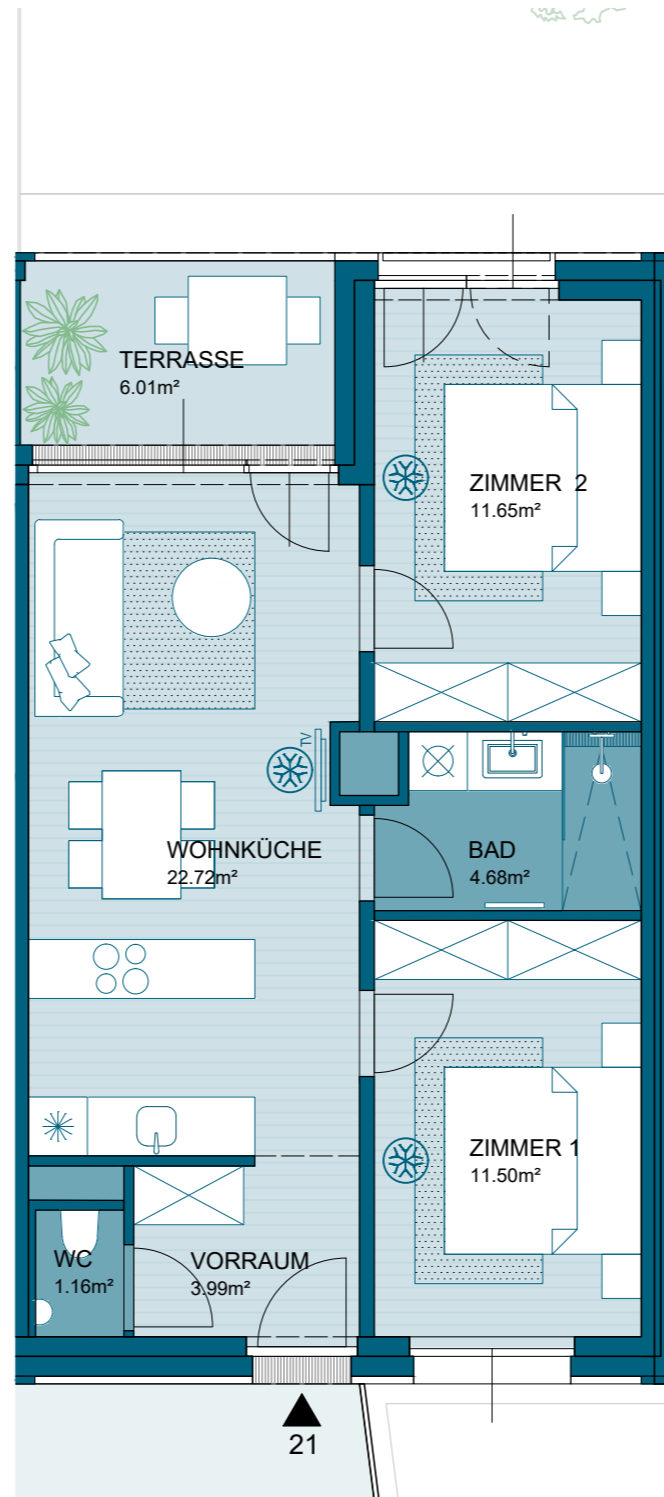 TERRASSE
6.01m²
ZIMMER 2
11.65m²
TV
WOHNKÜCHE
22.72m²
BAD
4.68m²
ZIMMER 1
11.50m²
WC
1.16m²
VORRAUM
3.99m²
21